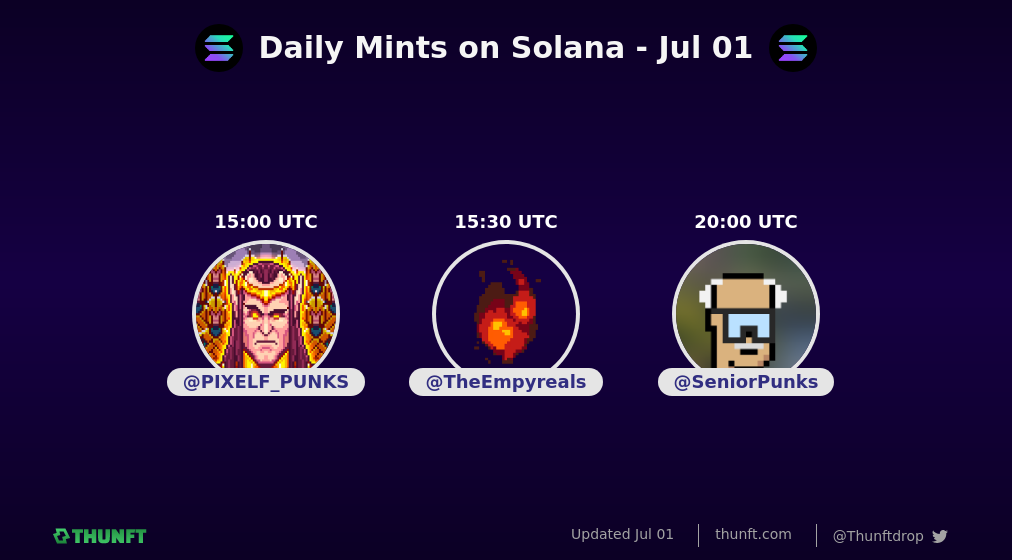 Daily Mints on Solana - Jul 01
15:00 UTC
15:30 UTC
20:00 UTC
@PIXELF_PUNKS
@TheEmpyreals
@SeniorPunks
THUNFT
Updated Jul 01
thunft.com
@Thunftdrop